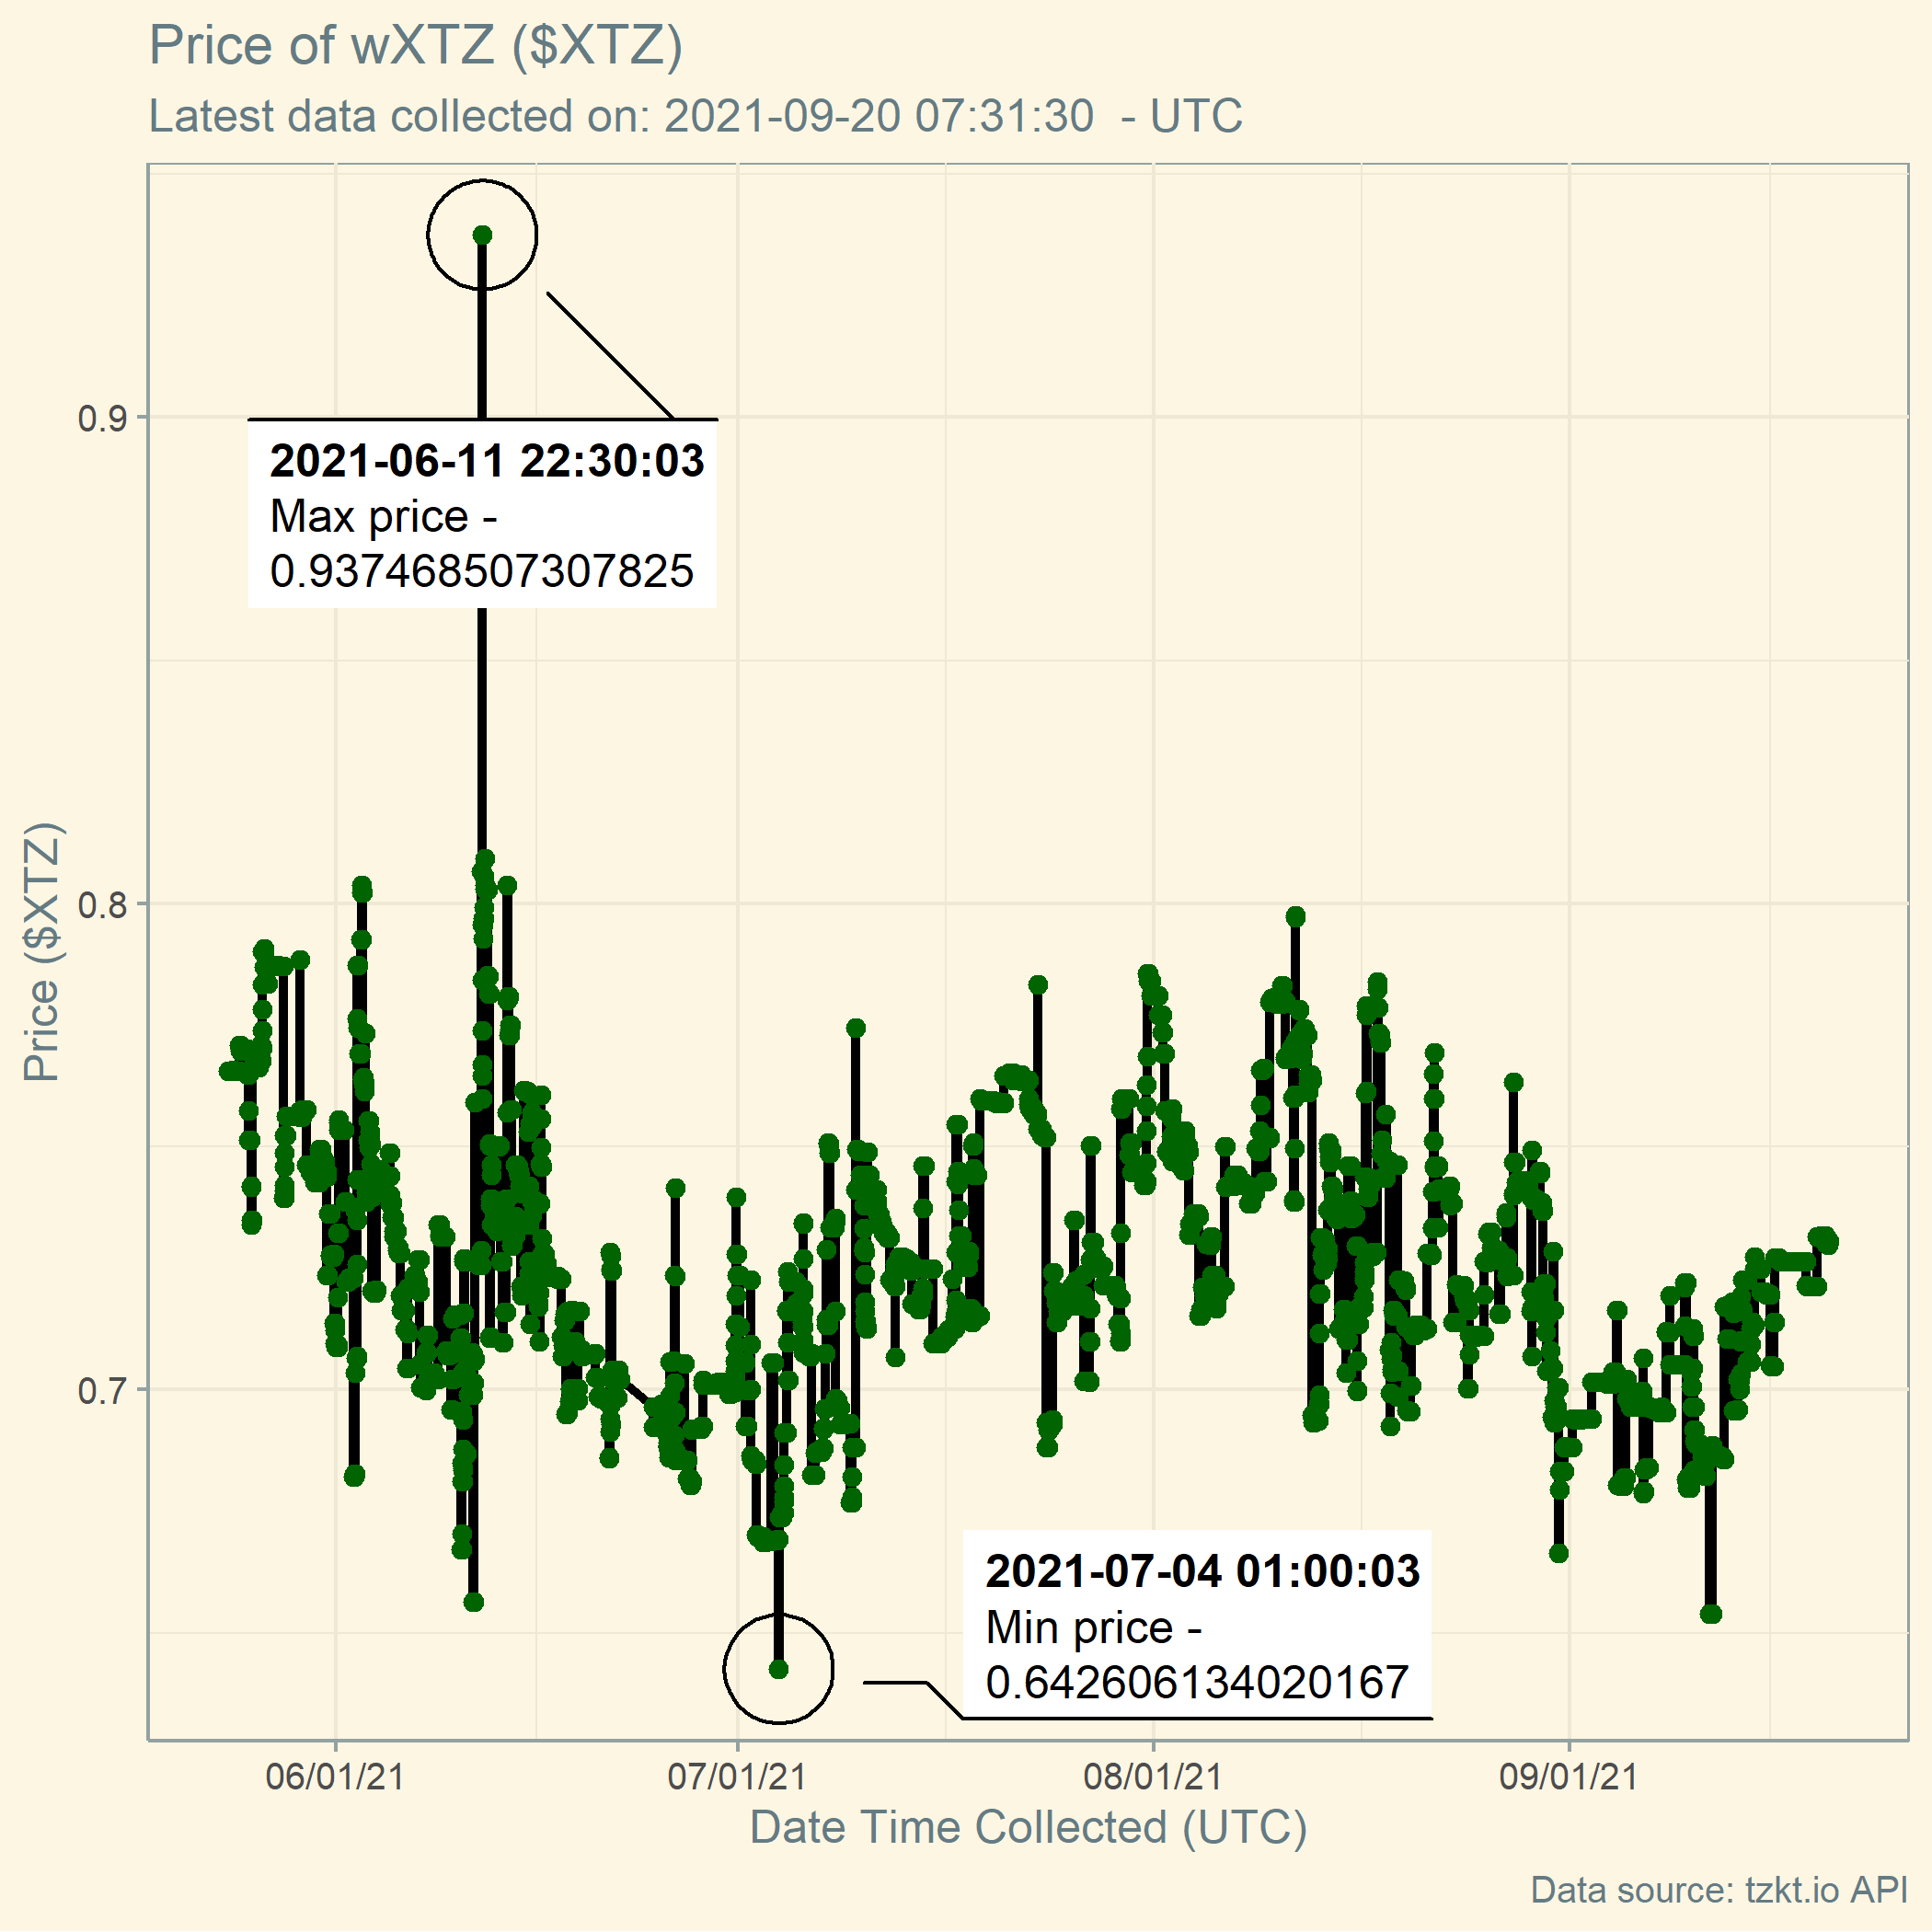 Price of wXTZ ($XTZ)
Latest data collected on: 2021-09-20 07:31:30  - UTC
2021-06-11 22:30:03
Max price -
0.937468507307825
2021-07-04 01:00:03
Min price -
0.642606134020167
Price ($XTZ)
0.9
0.8
0.7
06/01/21
07/01/21
08/01/21
09/01/21
Date Time Collected (UTC)
Data source: tzkt.io API